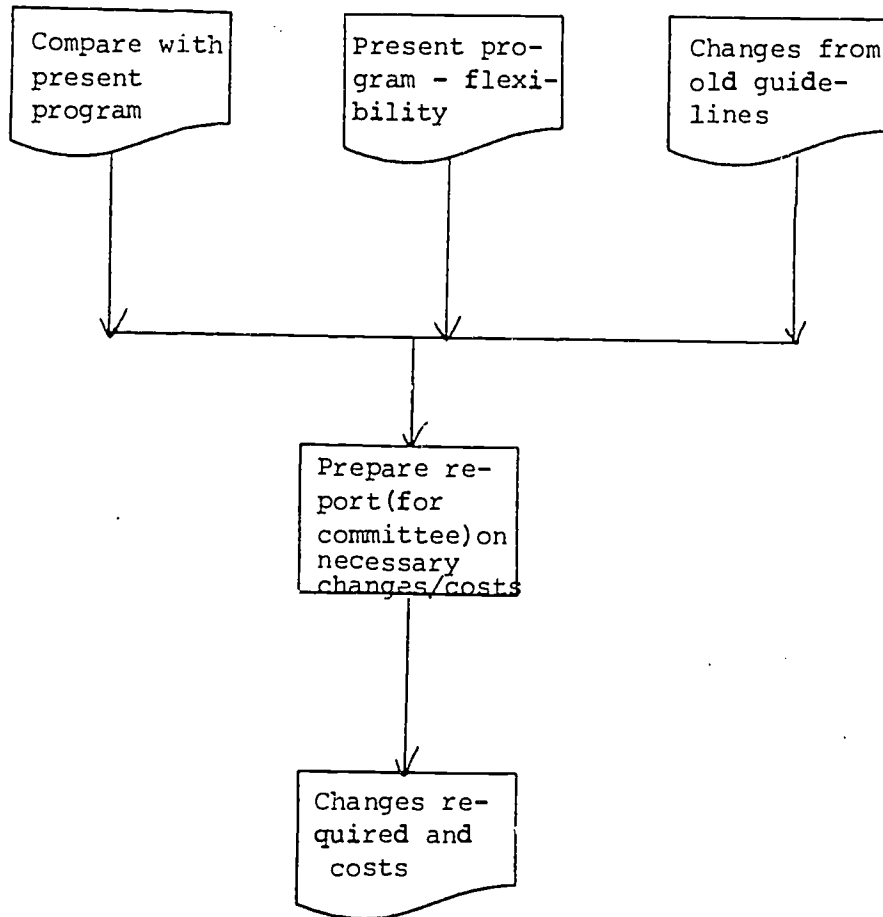 Compare with
present
program
Present pro-
gram - flexi-
bility
Changes from
old guide-
lines
Prepare re-
port(for
committee)on
necessary
changes/costs
Changes re-
quired and
costs